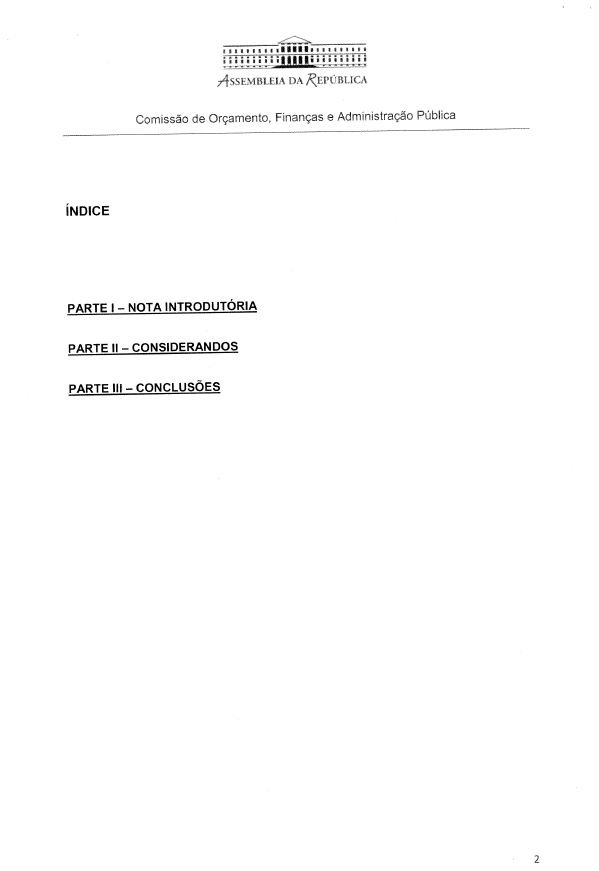 ASSEMBLEIA DA REPÚBLICA
Comissão de Orçamento, Finanças e Administração Pública
ÍNDICE
PARTE I – NOTA INTRODUTÓRIA
PARTE II – CONSIDERANDOS
PARTE III – CONCLUSÕES
2